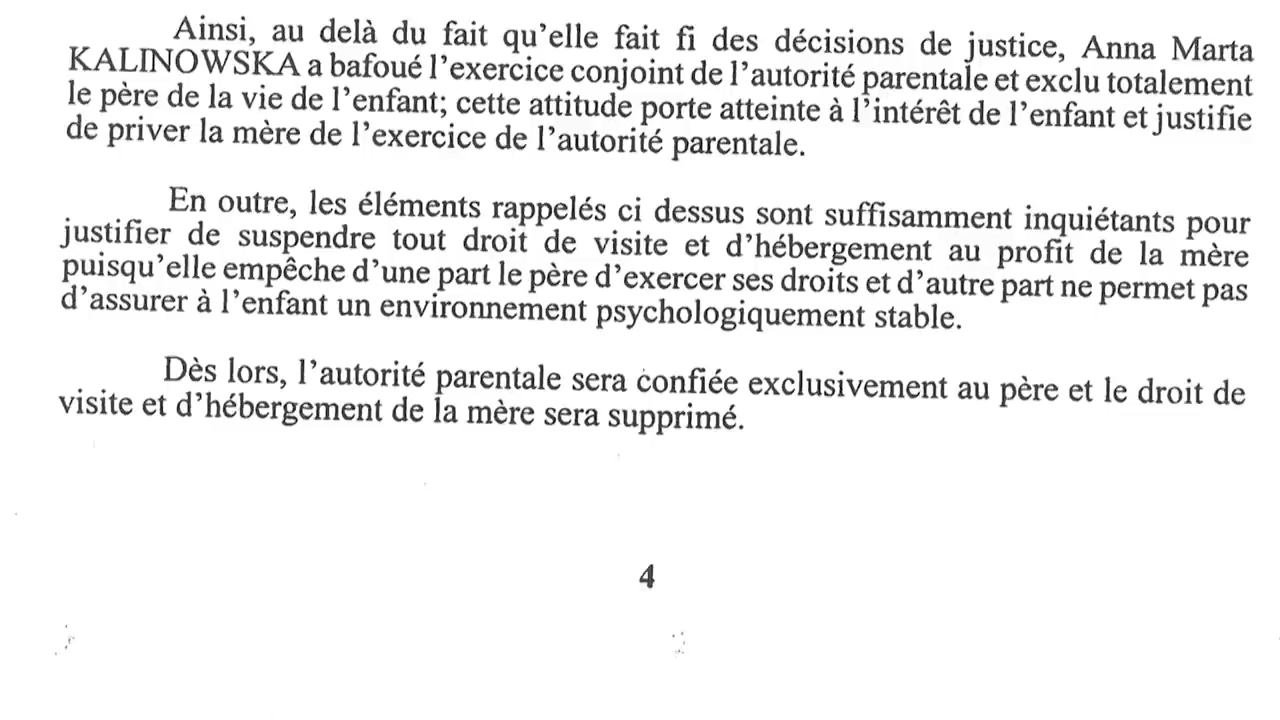 Ainsi, au delà du fait qu'elle fait fi des décisions de justice, Anna Marta
KALINOWSKA a bafoué l'exercice conjoint de l'autorité parentale et exclu totalement
le père de la vie de l'enfant; cette attitude porte atteinte à l'intérêt de l'enfant et justifie
de priver la mère de l'exercice de l'autorité parentale.
En outre, les éléments rappelés ci dessus sont suffisamment inquiétants pour
justifier de suspendre tout droit de visite et d'hébergement au profit de la mère
puisqu'elle empêche d'une part le père d'exercer ses droits et d'autre part ne permet pas
d'assurer à l'enfant un environnement psychologiquement stable.
Dès lors, l'autorité parentale sera confiée exclusivement au père et le droit de
visite et d'hébergement de la mère sera supprimé.
4